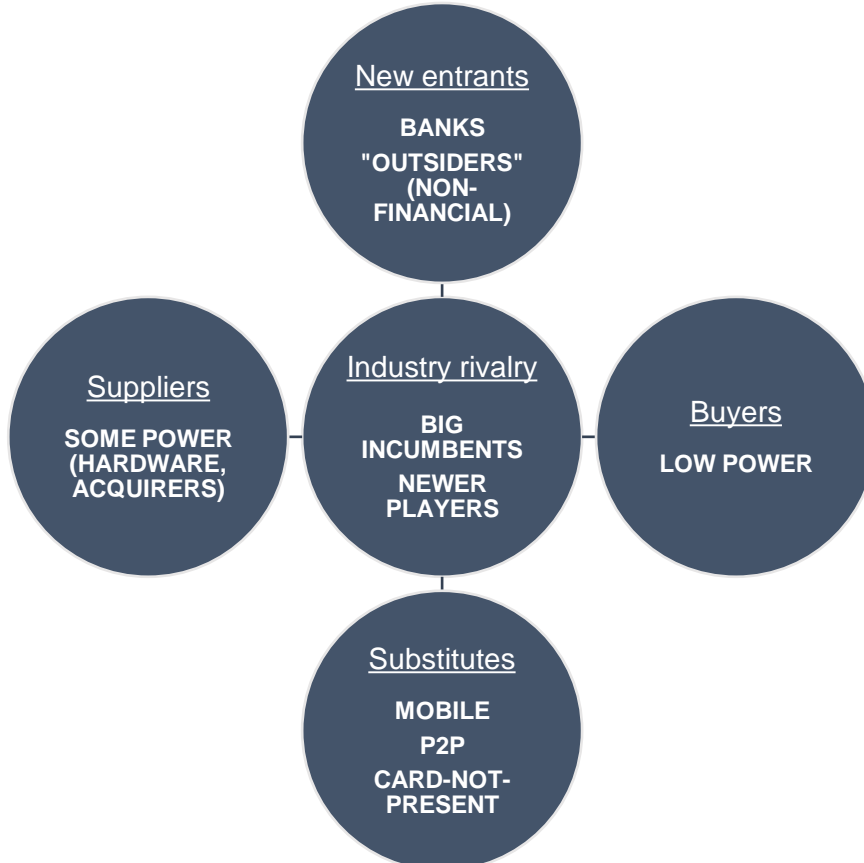 New entrants
BANKS
"OUTSIDERS"
(NON-
FINANCIAL)
Suppliers
SOME POWER
(HARDWARE,
ACQUIRERS)
Industry rivalry
BIG
INCUMBENTS
NEWER
PLAYERS
Buyers
LOW POWER
Substitutes
MOBILE
P2P
CARD-NOT-
PRESENT